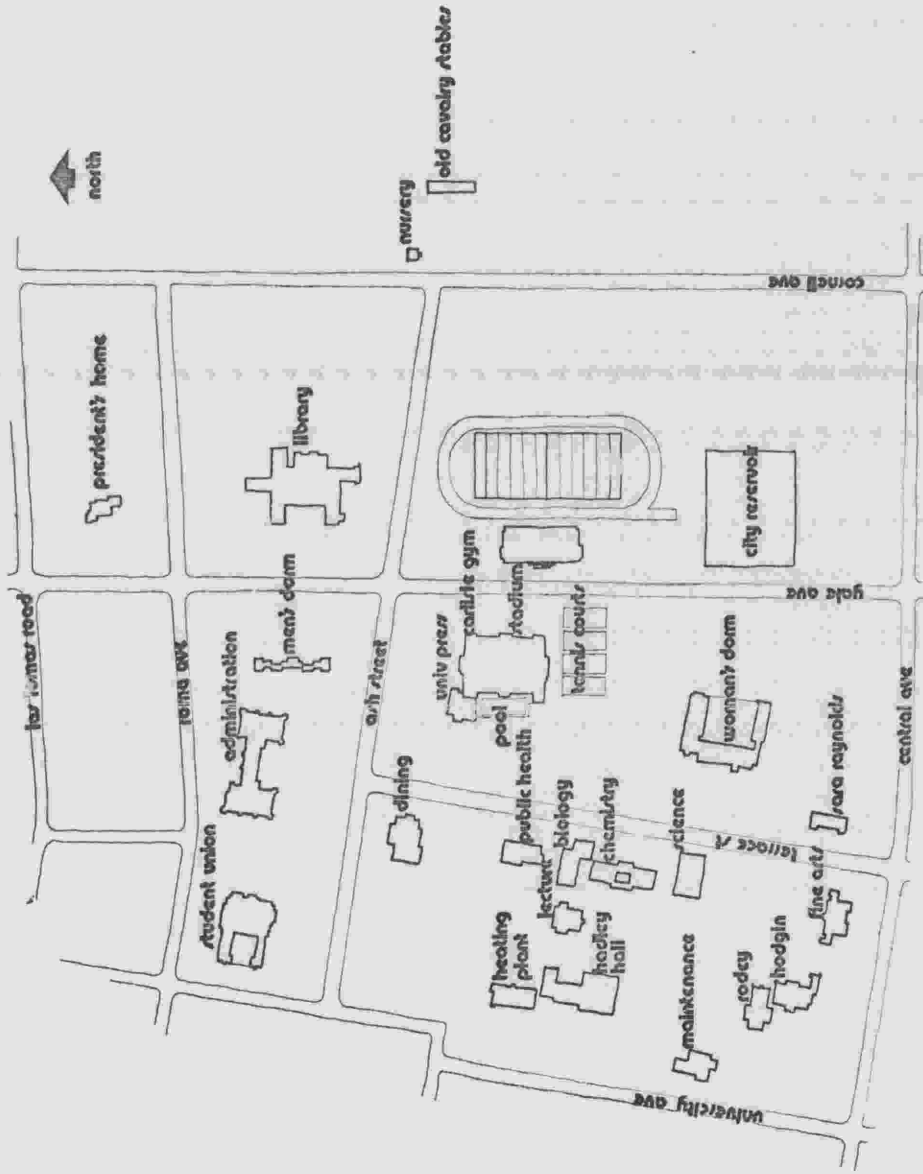 north
las lomas road
president's home
roma ave
student union
administration
men's dorm
library
ash street
dining
nursery
old cavalry stables
univ press
carlisle gym
pool
stadium
tennis courts
public health
lecture
biology
chemistry
heating
plant
hadley
hall
science
woman's dorm
city reservoir
maintenance
rodey
hodgin
fine arts
sara raynolds
university ave
terrace st
yale ave
cornell ave
central ave